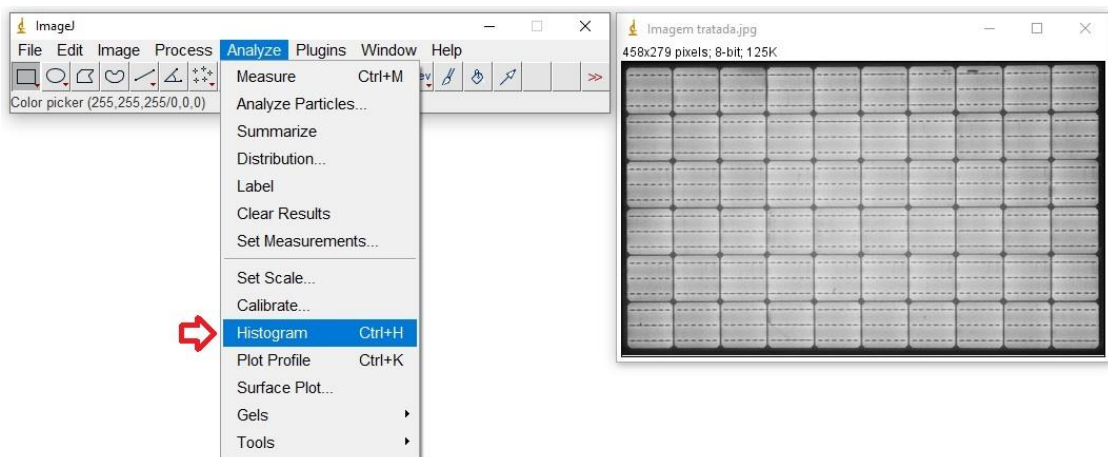 ImageJ
File Edit Image Process Analyze Plugins Window Help
Color picker (255,255,255/0,0,0)
Measure Ctrl+M
Analyze Particles...
Summarize
Distribution...
Label
Clear Results
Set Measurements...
Set Scale...
Calibrate...
Histogram Ctrl+H
Plot Profile Ctrl+K
Surface Plot...
Gels
Tools
Imagem tratada.jpg
458x279 pixels; 8-bit; 125K